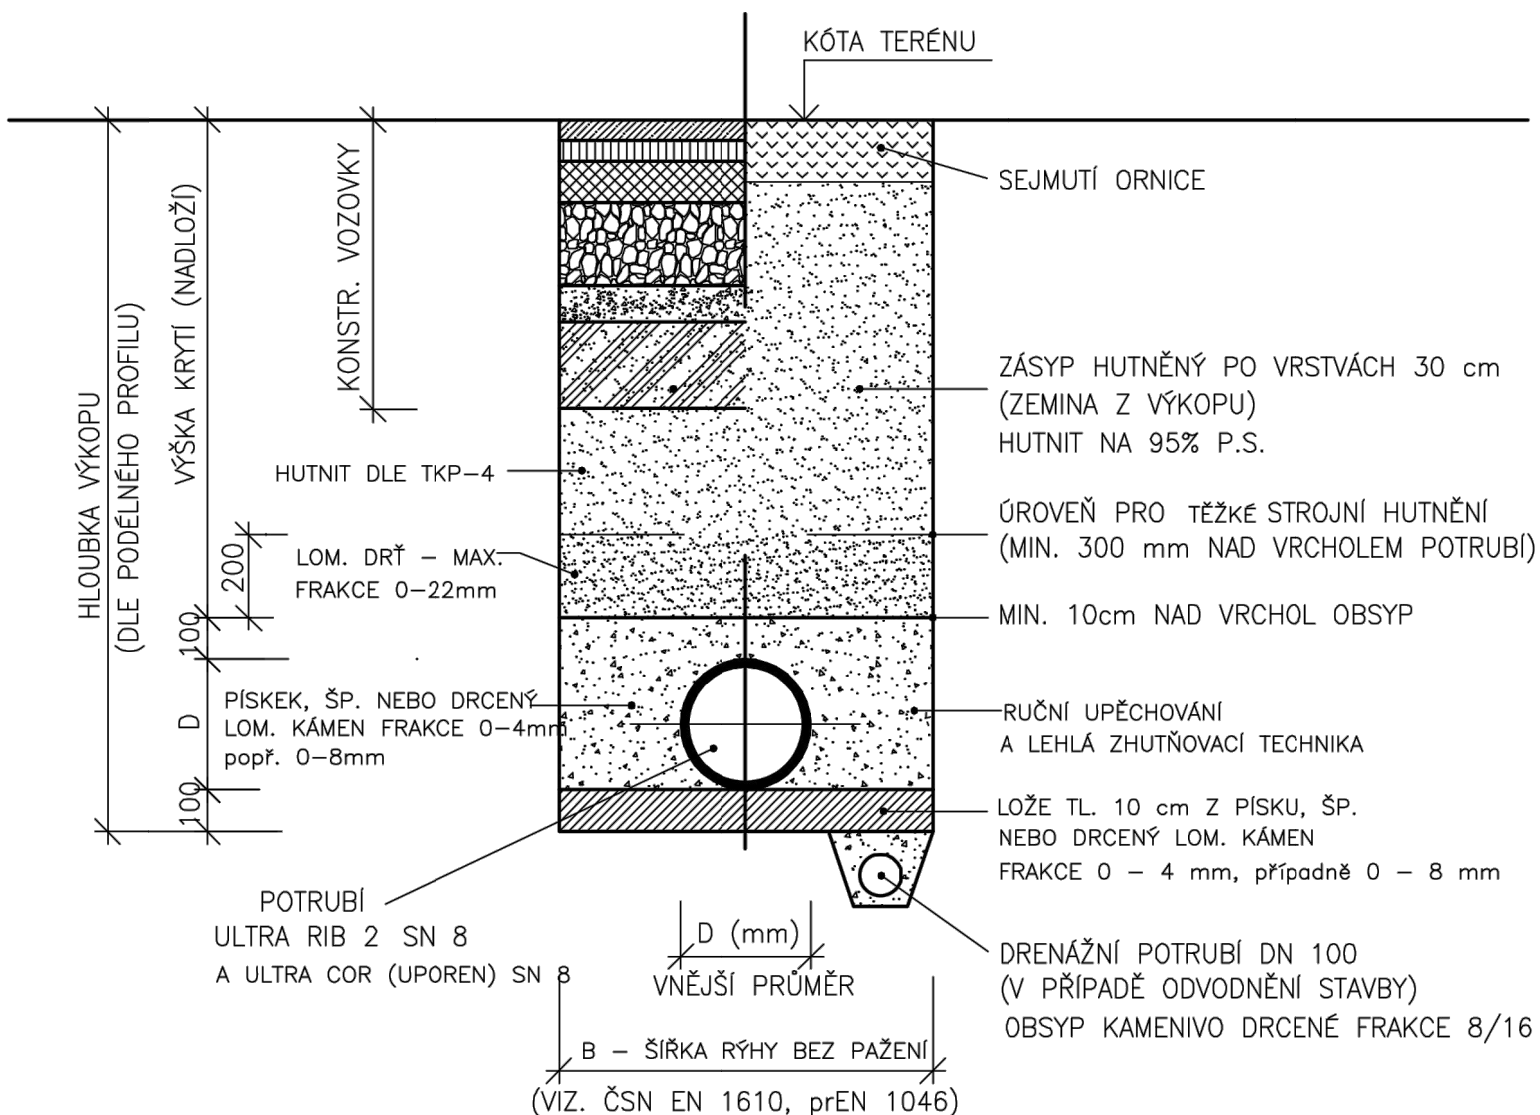 KÓTA TERÉNU
SEJMUTÍ ORNICE
HLOUBKA VÝKOPU
(DLE PODÉLNÉHO PROFILU)
VÝŠKA KRYTÍ (NADLOŽÍ)
KONSTR. VOZOVKY
ZÁSYP HUTNĚNÝ PO VRSTVÁCH 30 cm
(ZEMINA Z VÝKOPU)
HUTNIT NA 95% P.S.
HUTNIT DLE TKP-4
ÚROVEŇ PRO TĚŽKÉ STROJNÍ HUTNĚNÍ
(MIN. 300 mm NAD VRCHOLEM POTRUBÍ)
200
LOM. DRŤ – MAX.
FRAKCE 0-22mm
MIN. 10cm NAD VRCHOL OBSYP
100
D
100
PÍSKEK, ŠP. NEBO DRCENÝ
LOM. KÁMEN FRAKCE 0-4mm
popř. 0-8mm
RUČNÍ UPĚCHOVÁNÍ
A LEHLÁ ZHUTŇOVACÍ TECHNIKA
LOŽE TL. 10 cm Z PÍSKU, ŠP.
NEBO DRCENÝ LOM. KÁMEN
FRAKCE 0 – 4 mm, případně 0 – 8 mm
POTRUBÍ
ULTRA RIB 2 SN 8
A ULTRA COR (UPOREN) SN 8
D (mm)
VNĚJŠÍ PRŮMĚR
DRENÁŽNÍ POTRUBÍ DN 100
(V PŘÍPADĚ ODVODNĚNÍ STAVBY)
OBSYP KAMENIVO DRCENÉ FRAKCE 8/16
B – ŠÍŘKA RÝHY BEZ PAŽENÍ
(VIZ. ČSN EN 1610, prEN 1046)